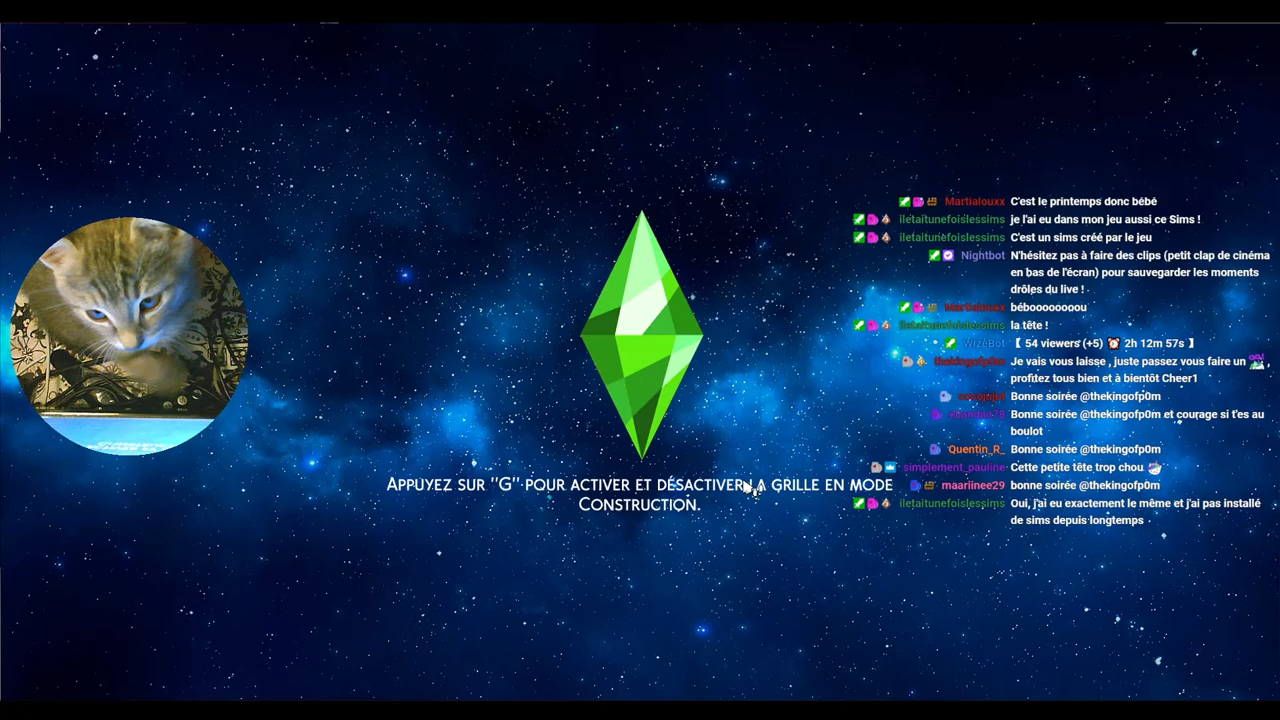 Martialouxx C'est le printemps donc bébé
iletaitunefoislessims je l'ai eu dans mon jeu aussi ce Sims !
iletaitunefoislessims C'est un sims créé par le jeu
Nightbot N'hésitez pas à faire des clips (petit clap de cinéma
en bas de l'écran) pour sauvegarder les moments
drôles du live !
Martialouxx bébooooooooou
iletaitunefoislessims la tête !
WizeBot 【 54 viewers (+5) ⏰ 2h 12m 57s 】
thekingofp0m Je vais vous laisse , juste passez vous faire un ,
profitez tous bien et à bientôt Cheer1
Bonne soirée @thekingofp0m
Bonne soirée @thekingofp0m et courage si t'es au
boulot
Quentin_R_ Bonne soirée @thekingofp0m
simplement_pauline Cette petite tête trop chou
maariinee29 bonne soirée @thekingofp0m
iletaitunefoislessims Oui, j'ai eu exactement le même et j'ai pas installé
de sims depuis longtemps
Appuyez sur "G" pour activer et désactiver la grille en mode
Construction.